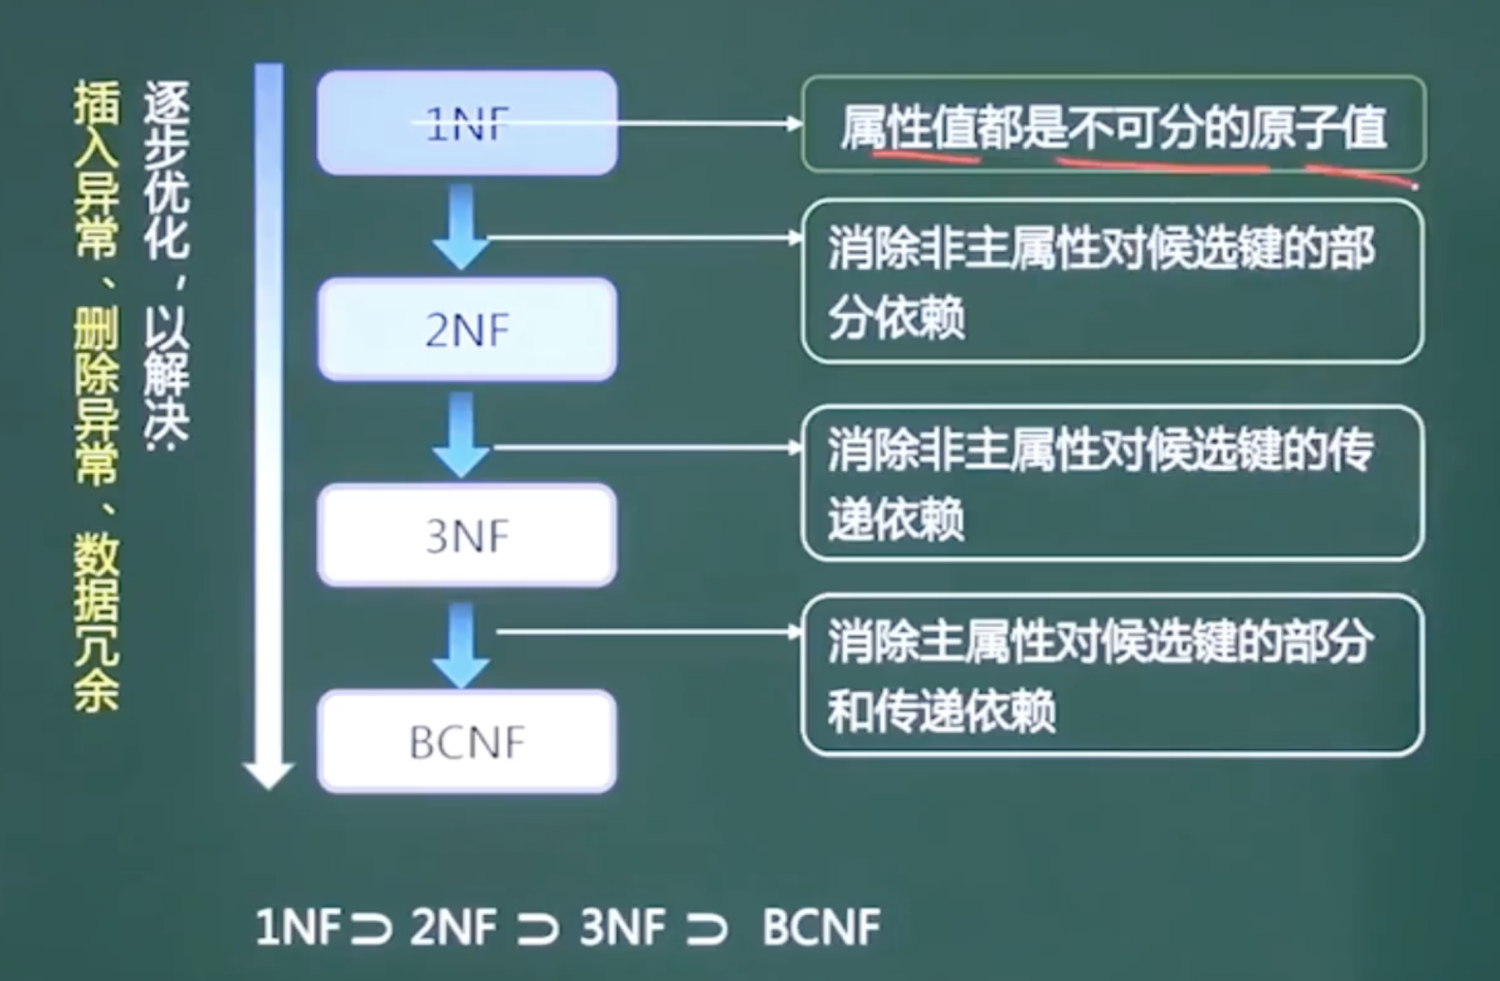 逐步优化，以解决：
插入异常、删除异常、数据冗余
1NF
属性值都是不可分的原子值
消除非主属性对候选键的部
分依赖
2NF
消除非主属性对候选键的传
递依赖
3NF
消除主属性对候选键的部分
和传递依赖
BCNF
1NF⊃ 2NF ⊃ 3NF ⊃ BCNF